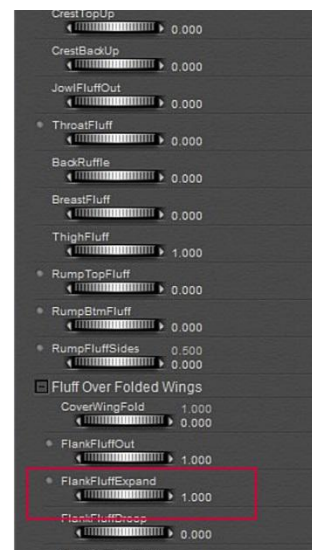 CrestTopUp
0.000
CrestBackUp
0.000
JowlFluffOut
0.000
ThroatFluff
0.000
BackRuffle
0.000
BreastFluff
0.000
ThighFluff
1.000
RumpTopFluff
0.000
RumpBtmFluff
0.000
RumpFluffSides 0.500
0.000
Fluff Over Folded Wings
CoverWingFold 1.000
0.000
FlankFluffOut
1.000
FlankFluffExpand
1.000
FlankFluffDroop
0.000